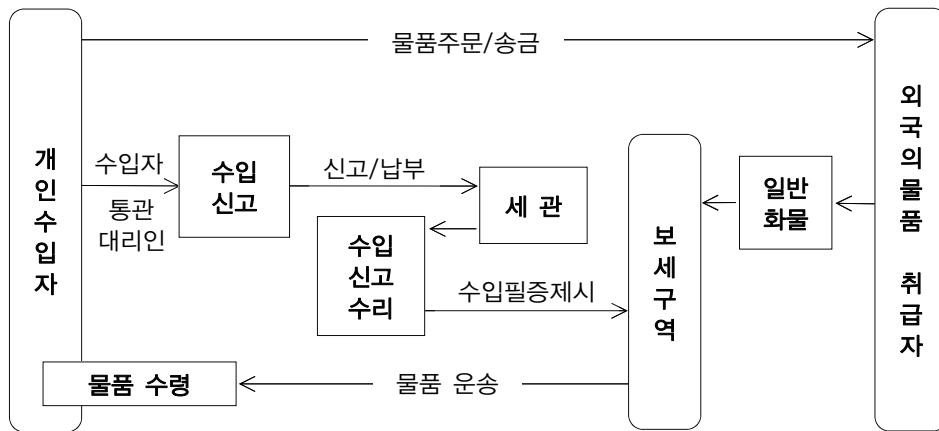 물품주문/송금
개인수입자
수입자
통관
대리인
수입
신고
신고/납부
세 관
수입
신고
수리
수입필증제시
보세구역
일반
화물
외국의물품 취급자
물품 수령
물품 운송